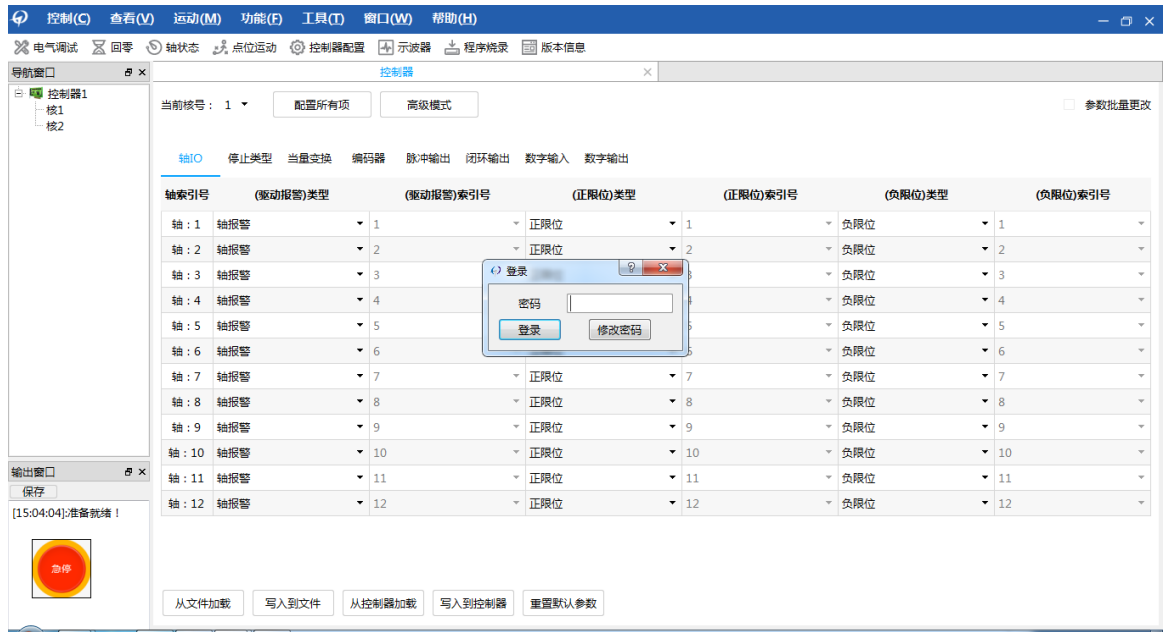 控制(C) 查看(V) 运动(M) 功能(F) 工具(T) 窗口(W) 帮助(H)
电气调试 回零 轴状态 点位运动 控制器配置 示波器 程序烧录 版本信息
导航窗口 控制器
控制器1
核1
核2
当前核号： 1 配置所有项 高级模式 参数批量更改
轴IO 停止类型 当量变换 编码器 脉冲输出 闭环输出 数字输入 数字输出
轴索引号 (驱动报警)类型 (驱动报警)索引号 (正限位)类型 (正限位)索引号 (负限位)类型 (负限位)索引号
轴：1 轴报警 1 正限位 1 负限位 1
轴：2 轴报警 2 正限位 2 负限位 2
轴：3 轴报警 3 负限位 3
轴：4 轴报警 4 负限位 4
轴：5 轴报警 5 负限位 5
轴：6 轴报警 6 负限位 6
轴：7 轴报警 7 正限位 7 负限位 7
轴：8 轴报警 8 正限位 8 负限位 8
轴：9 轴报警 9 正限位 9 负限位 9
轴：10 轴报警 10 正限位 10 负限位 10
轴：11 轴报警 11 正限位 11 负限位 11
轴：12 轴报警 12 正限位 12 负限位 12
登录
密码
登录 修改密码
输出窗口
保存
[15:04:04]:准备就绪！
急停
从文件加载 写入到文件 从控制器加载 写入到控制器 重置默认参数